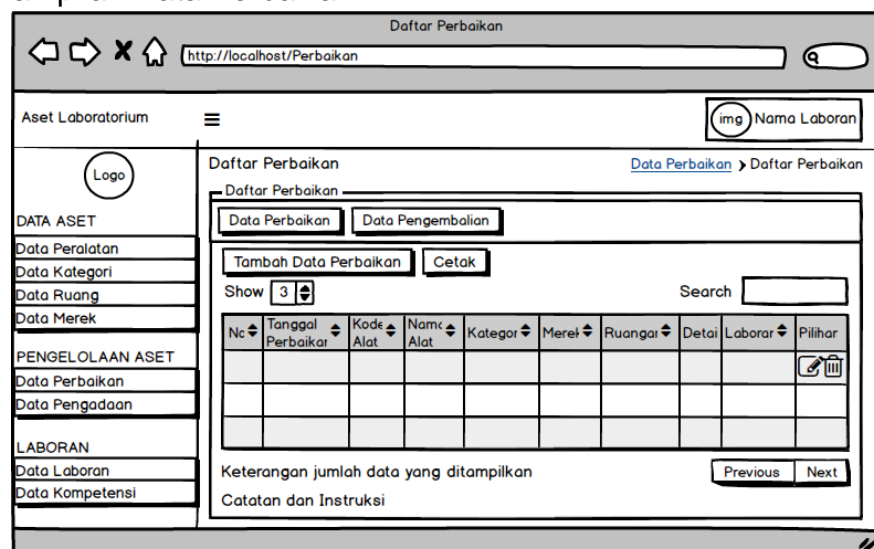 Daftar Perbaikan
http://localhost/Perbaikan
Aset Laboratorium
img Nama Laboran
Logo
Daftar Perbaikan
Data Perbaikan Daftar Perbaikan
Daftar Perbaikan
DATA ASET
Data Perbaikan Data Pengembalian
Data Peralatan
Data Kategori
Data Ruang
Data Merek
Tambah Data Perbaikan Cetak
Show 3 Search
Tanggal Perbaikar
Kode Alat
Nama Alat
Kategor Merek Ruangar Detai Laborar Pilihar
PENGELOLAAN ASET
Data Perbaikan
Data Pengadaan
LABORAN
Data Laboran
Data Kompetensi
Keterangan jumlah data yang ditampilkan
Previous Next
Catatan dan Instruksi